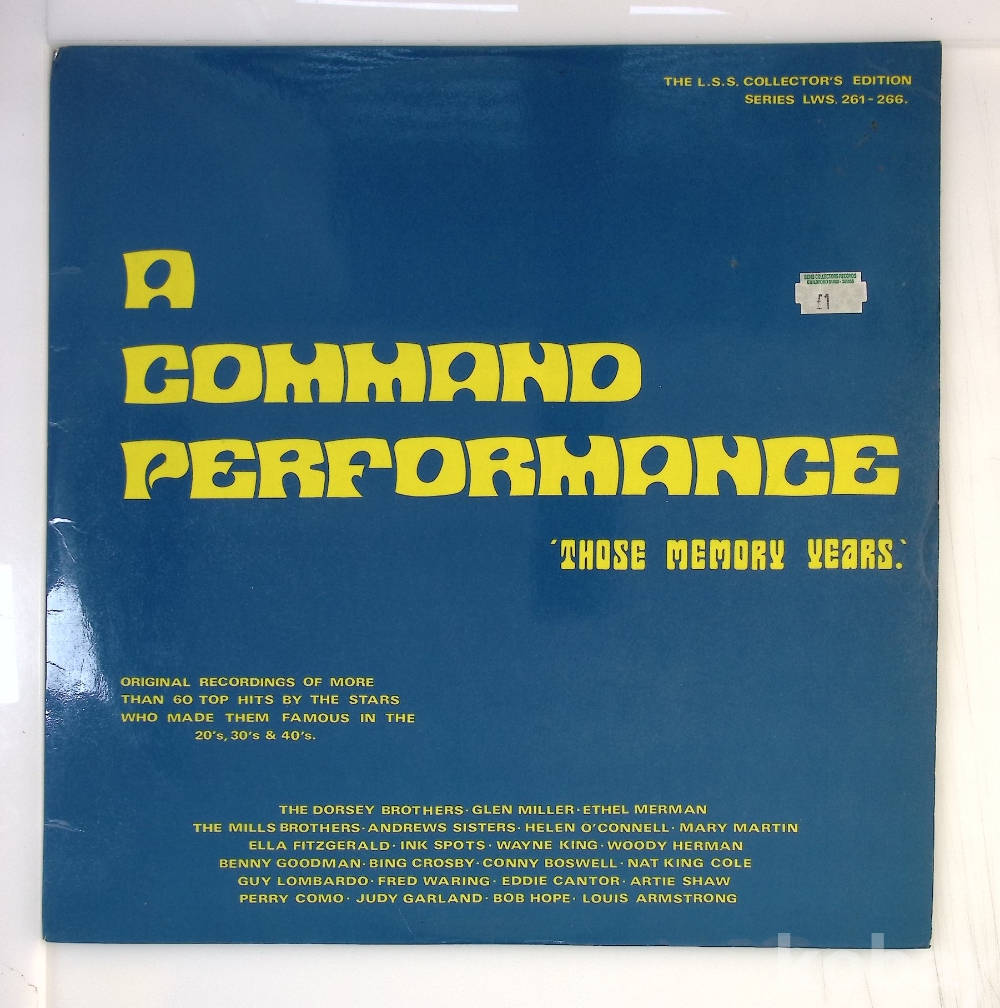 THE L.S.S. COLLECTOR'S EDITION
SERIES LWS. 261-266.
A
COMMAND
PERFORMANCE
£1
'THOSE MEMORY YEARS.'
ORIGINAL RECORDINGS OF MORE
THAN 60 TOP HITS BY THE STARS
WHO MADE THEM FAMOUS IN THE
20's, 30's & 40's.
THE DORSEY BROTHERS · GLEN MILLER · ETHEL MERMAN
THE MILLS BROTHERS · ANDREWS SISTERS · HELEN O'CONNELL · MARY MARTIN
ELLA FITZGERALD · INK SPOTS · WAYNE KING · WOODY HERMAN
BENNY GOODMAN · BING CROSBY · CONNY BOSWELL · NAT KING COLE
GUY LOMBARDO · FRED WARING · EDDIE CANTOR · ARTIE SHAW
PERRY COMO · JUDY GARLAND · BOB HOPE · LOUIS ARMSTRONG